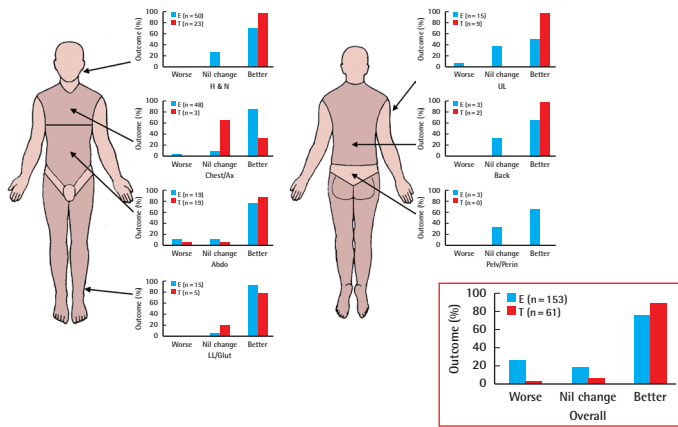 Outcome (%)
100
80
60
40
20
0
E (n = 50)
T (n = 23)
Worse Nil change Better
H & N
Outcome (%)
100
80
60
40
20
0
E (n = 48)
T (n = 3)
Worse Nil change Better
Chest/Ax
Outcome (%)
100
80
60
40
20
0
E (n = 19)
T (n = 19)
Worse Nil change Better
Abdo
Outcome (%)
100
80
60
40
20
0
E (n = 15)
T (n = 5)
Worse Nil change Better
LL/Glut
Outcome (%)
100
80
60
40
20
0
E (n = 15)
T (n = 9)
Worse Nil change Better
UL
Outcome (%)
100
80
60
40
20
0
E (n = 3)
T (n = 2)
Worse Nil change Better
Back
Outcome (%)
100
80
60
40
20
0
E (n = 3)
T (n = 0)
Worse Nil change Better
Pelv/Perin
Outcome (%)
100
80
60
40
20
0
E (n = 153)
T (n = 61)
Worse Nil change Better
Overall